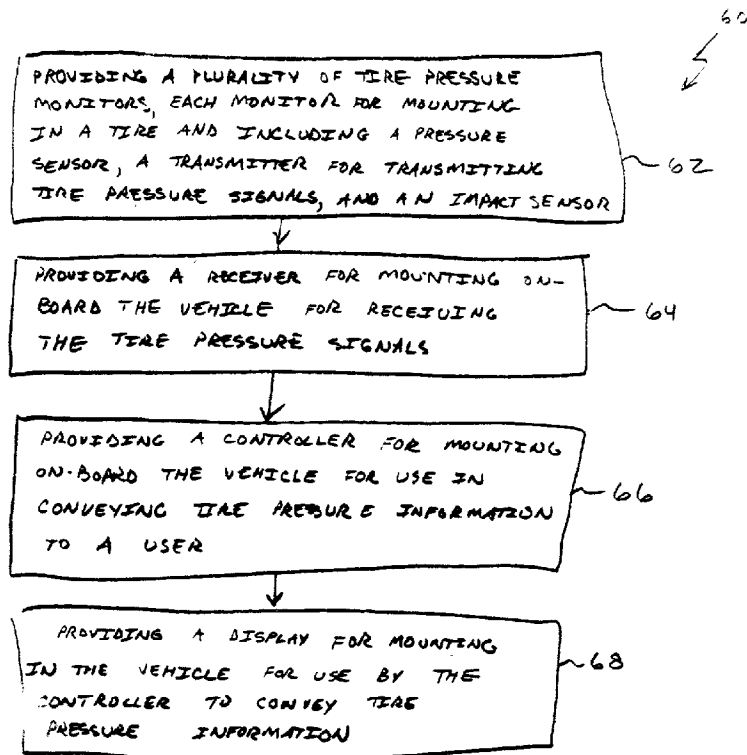 60
PROVIDING A PLURALITY OF TIRE PRESSURE
MONITORS, EACH MONITOR FOR MOUNTING
IN A TIRE AND INCLUDING A PRESSURE
SENSOR, A TRANSMITTER FOR TRANSMITTING
TIRE PRESSURE SIGNALS, AND AN IMPACT SENSOR
62
PROVIDING A RECEIVER FOR MOUNTING ON-
BOARD THE VEHICLE FOR RECEIVING
THE TIRE PRESSURE SIGNALS
64
PROVIDING A CONTROLLER FOR MOUNTING
ON-BOARD THE VEHICLE FOR USE IN
CONVEYING TIRE PRESSURE INFORMATION
TO A USER
66
PROVIDING A DISPLAY FOR MOUNTING
IN THE VEHICLE FOR USE BY THE
CONTROLLER TO CONVEY TIRE
PRESSURE INFORMATION
68